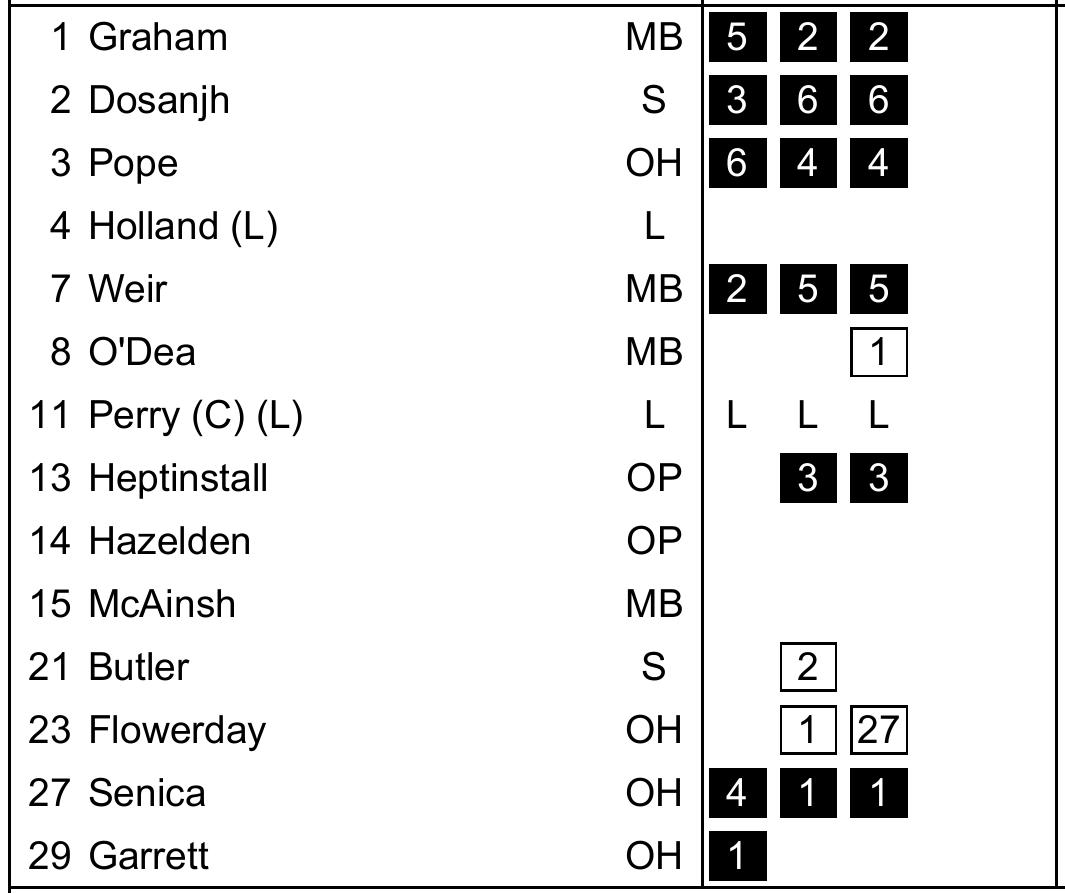 1 Graham MB 5 2 2
2 Dosanjh S 3 6 6
3 Pope OH 6 4 4
4 Holland (L) L
7 Weir MB 2 5 5
8 O'Dea MB 1
11 Perry (C) (L) L L L L
13 Heptinstall OP 3 3
14 Hazelden OP
15 McAinsh MB
21 Butler S 2
23 Flowerday OH 1 27
27 Senica OH 4 1 1
29 Garrett OH 1